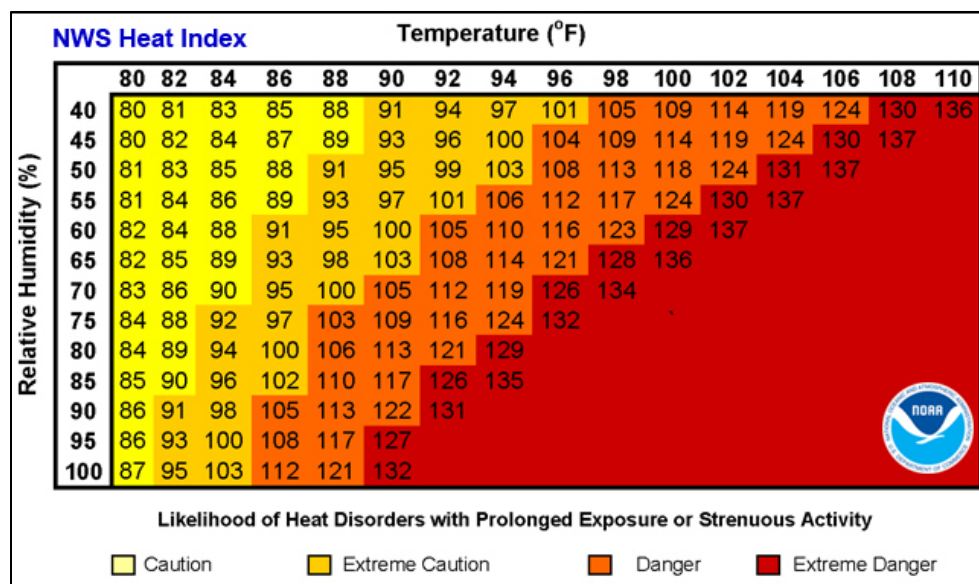 NWS Heat Index
Temperature (°F)
80 82 84 86 88 90 92 94 96 98 100 102 104 106 108 110
Relative Humidity (%)
40 80 81 83 85 88 91 94 97 101 105 109 114 119 124 130 136
45 80 82 84 87 89 93 96 100 104 109 114 119 124 130 137
50 81 83 85 88 91 95 99 103 108 113 118 124 131 137
55 81 84 86 89 93 97 101 106 112 117 124 130 137
60 82 84 88 91 95 100 105 110 116 123 129 137
65 82 85 89 93 98 103 108 114 121 128 136
70 83 86 90 95 100 105 112 119 126 134
75 84 88 92 97 103 109 116 124 132
80 84 89 94 100 106 113 121 129
85 85 90 96 102 110 117 126 135
90 86 91 98 105 113 122 131
95 86 93 100 108 117 127
100 87 95 103 112 121 132
NOAA
Likelihood of Heat Disorders with Prolonged Exposure or Strenuous Activity
Caution Extreme Caution Danger Extreme Danger